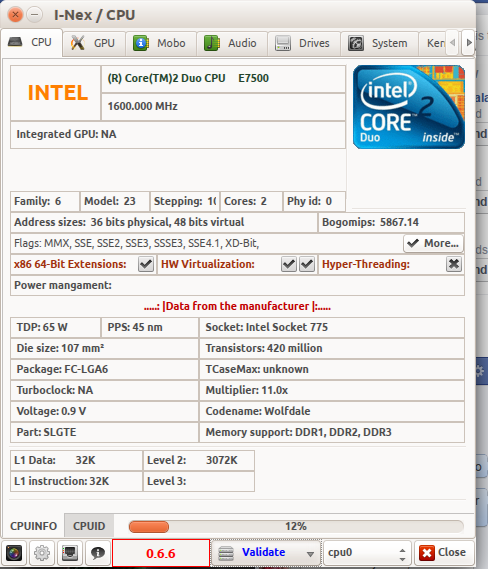 I-Nex / CPU
CPU GPU Mobo Audio Drives System Ken
INTEL
(R) Core(TM)2 Duo CPU E7500
1600.000 MHz
Integrated GPU: NA
intel CORE 2 Duo inside™
Family: 6 Model: 23 Stepping: 10 Cores: 2 Phy id: 0
Address sizes: 36 bits physical, 48 bits virtual Bogomips: 5867.14
Flags: MMX, SSE, SSE2, SSE3, SSSE3, SSE4.1, XD-Bit, More...
x86 64-Bit Extensions: HW Virtualization: Hyper-Threading:
Power mangament:
.....: |Data from the manufacturer |:.....
TDP: 65 W PPS: 45 nm Socket: Intel Socket 775
Die size: 107 mm² Transistors: 420 million
Package: FC-LGA6 TCaseMax: unknown
Turboclock: NA Multiplier: 11.0x
Voltage: 0.9 V Codename: Wolfdale
Part: SLGTE Memory support: DDR1, DDR2, DDR3
L1 Data: 32K Level 2: 3072K
L1 instruction: 32K Level 3:
CPUINFO CPUID 12%
0.6.6 Validate cpu0 Close